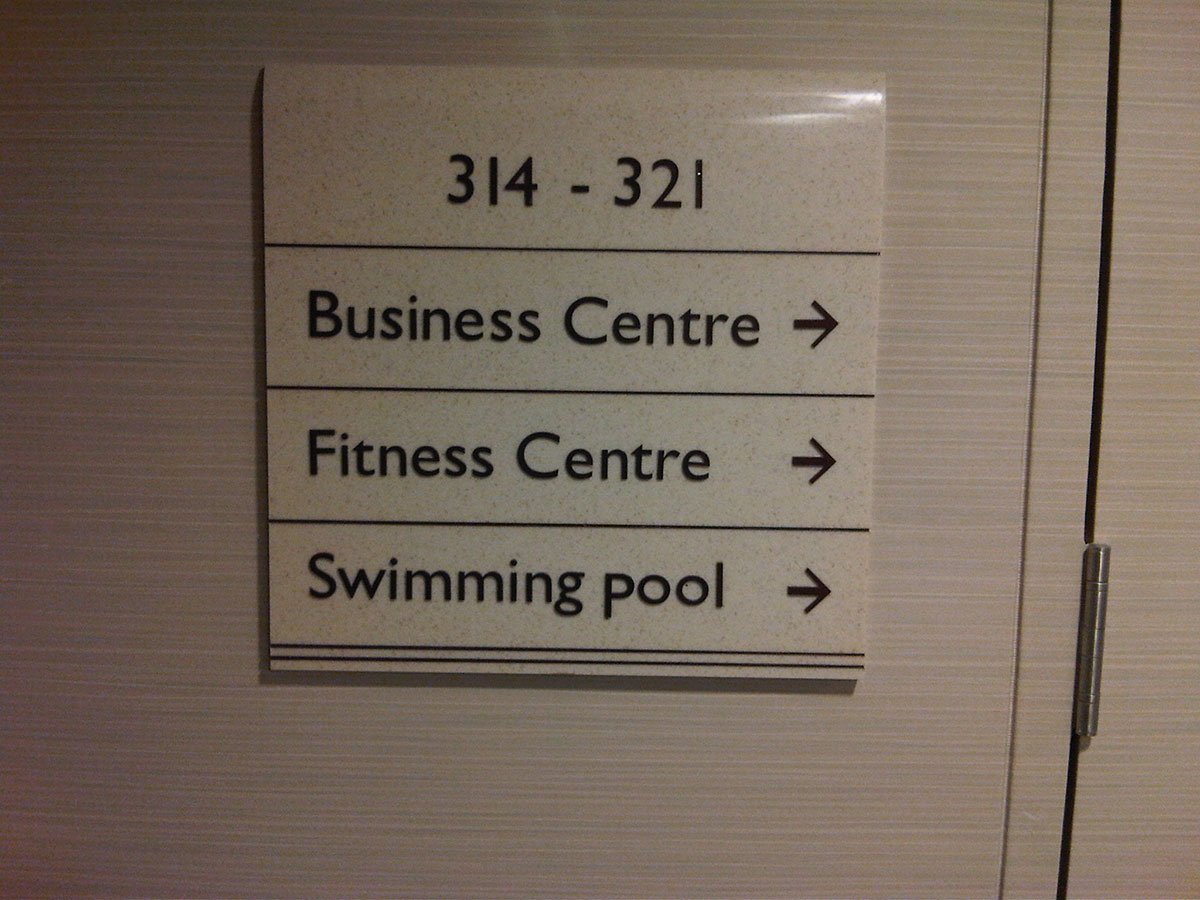 314 - 321
Business Centre →
Fitness Centre →
Swimming pool →